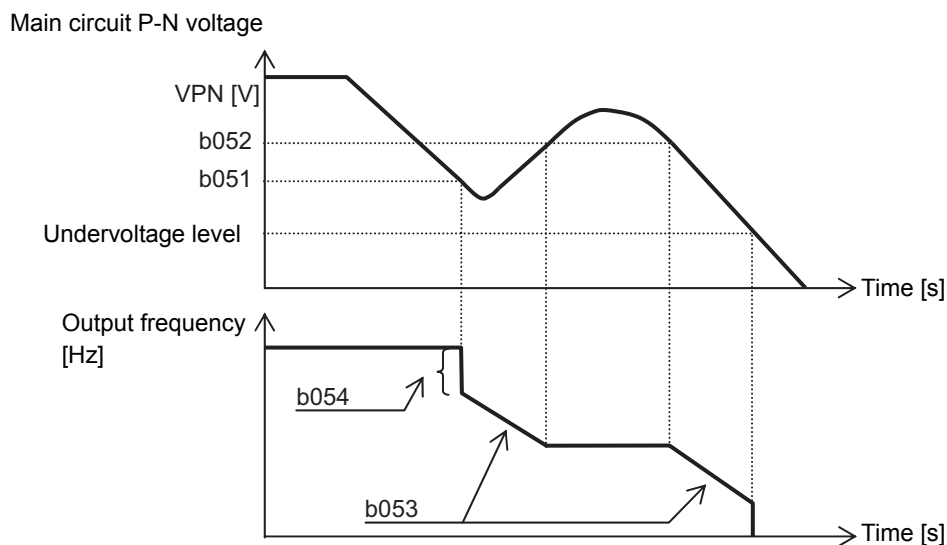 Main circuit P-N voltage
VPN [V]
b052
b051
Undervoltage level
Time [s]
Output frequency
[Hz]
b054
b053
Time [s]